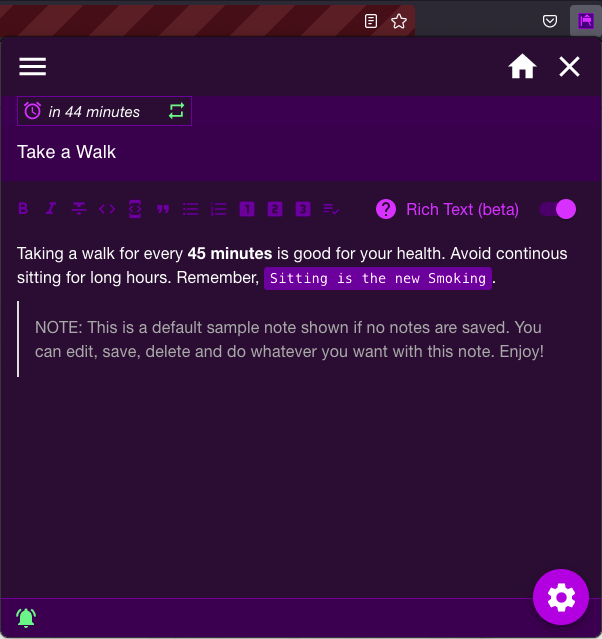 in 44 minutes
Take a Walk
B I <> 1 2 3 ? Rich Text (beta)
Taking a walk for every 45 minutes is good for your health. Avoid continous
sitting for long hours. Remember, Sitting is the new Smoking.
NOTE: This is a default sample note shown if no notes are saved. You
can edit, save, delete and do whatever you want with this note. Enjoy!